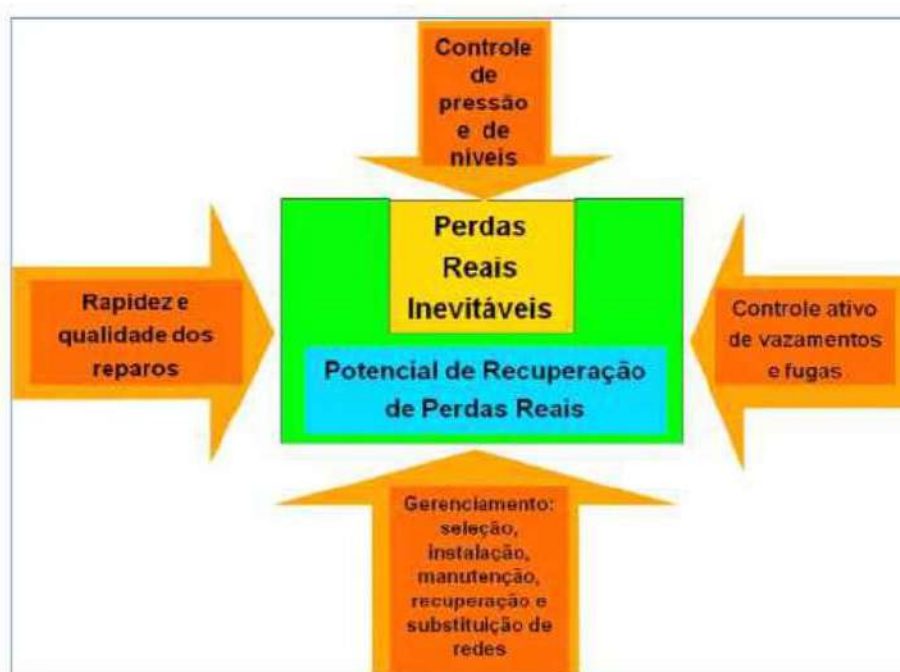 Controle
de
pressão
e de
níveis
Perdas
Reais
Inevitáveis
Rapidez e
qualidade dos
reparos
Controle ativo
de vazamentos
e fugas
Potencial de Recuperação
de Perdas Reais
Gerenciamento:
seleção,
instalação,
manutenção,
recuperação e
substituição de
redes